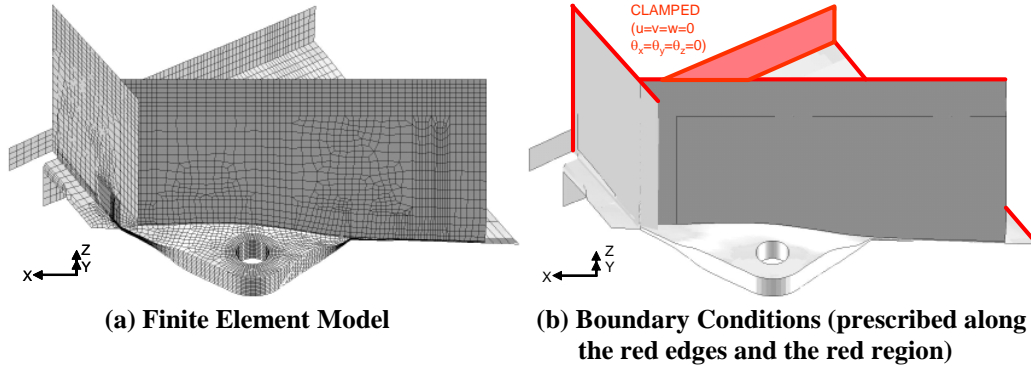 CLAMPED
(u=v=w=0
θx=θy=θz=0)
Z
Y
X
Z
Y
X
(a) Finite Element Model
(b) Boundary Conditions (prescribed along
the red edges and the red region)